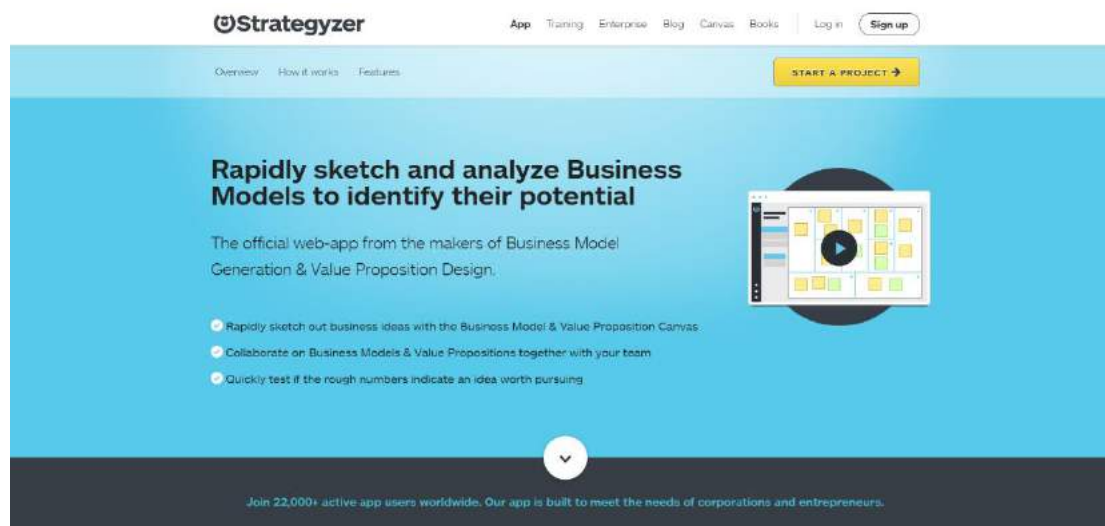 Strategyzer
App Training Enterprise Blog Canvas Books Log in Sign up
Overview How it works Features
START A PROJECT →
Rapidly sketch and analyze Business
Models to identify their potential
The official web-app from the makers of Business Model
Generation & Value Proposition Design.
Rapidly sketch out business ideas with the Business Model & Value Proposition Canvas
Collaborate on Business Models & Value Propositions together with your team
Quickly test if the rough numbers indicate an idea worth pursuing
Join 22,000+ active app users worldwide. Our app is built to meet the needs of corporations and entrepreneurs.